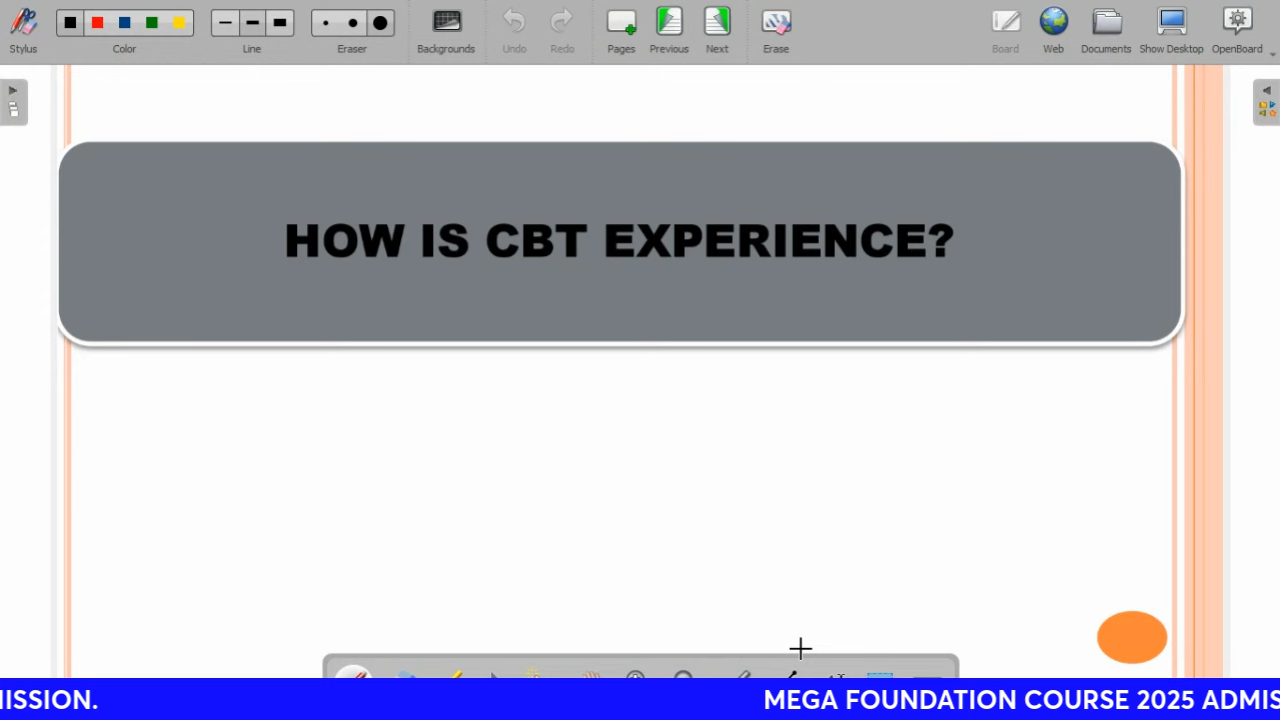 Stylus Color Line Eraser Backgrounds Undo Redo Pages Previous Next Erase Board Web Documents Show Desktop OpenBoard
HOW IS CBT EXPERIENCE?
MISSION. MEGA FOUNDATION COURSE 2025 ADMIS